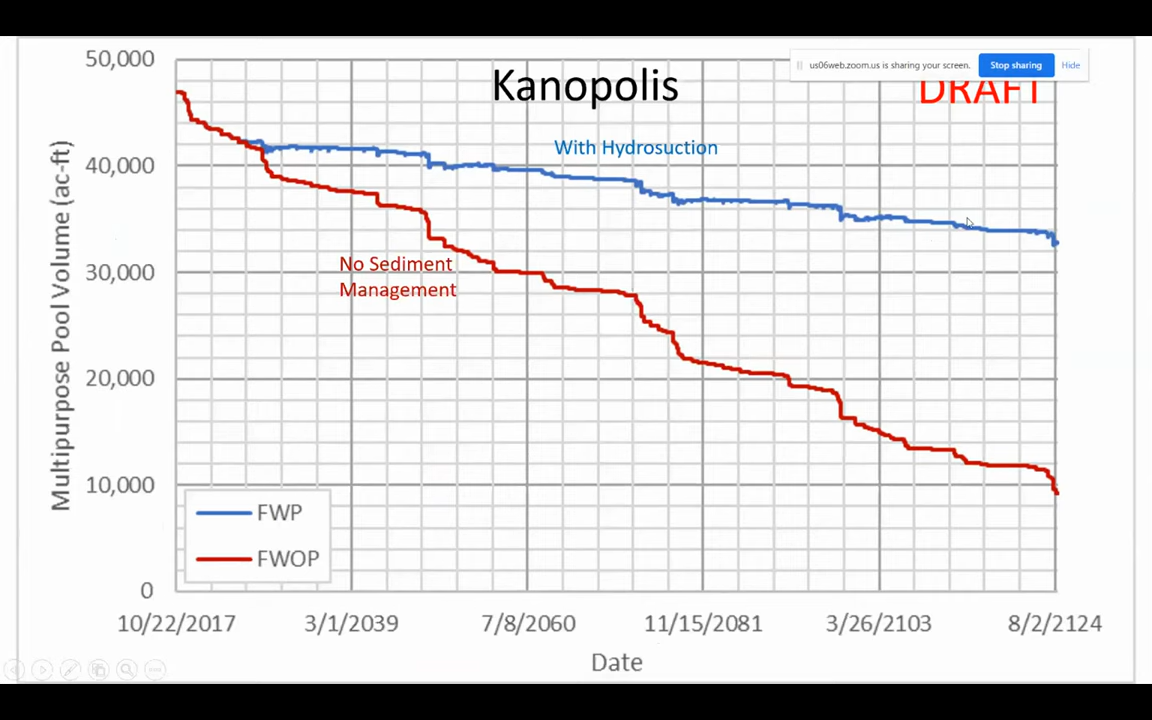 50,000
us06web.zoom.us is sharing your screen.
Stop sharing
Hide
Kanopolis
DRAFT
With Hydrosuction
40,000
No Sediment
Management
30,000
20,000
10,000
0
Multipurpose Pool Volume (ac-ft)
FWP
FWOP
10/22/2017
3/1/2039
7/8/2060
11/15/2081
3/26/2103
8/2/2124
Date